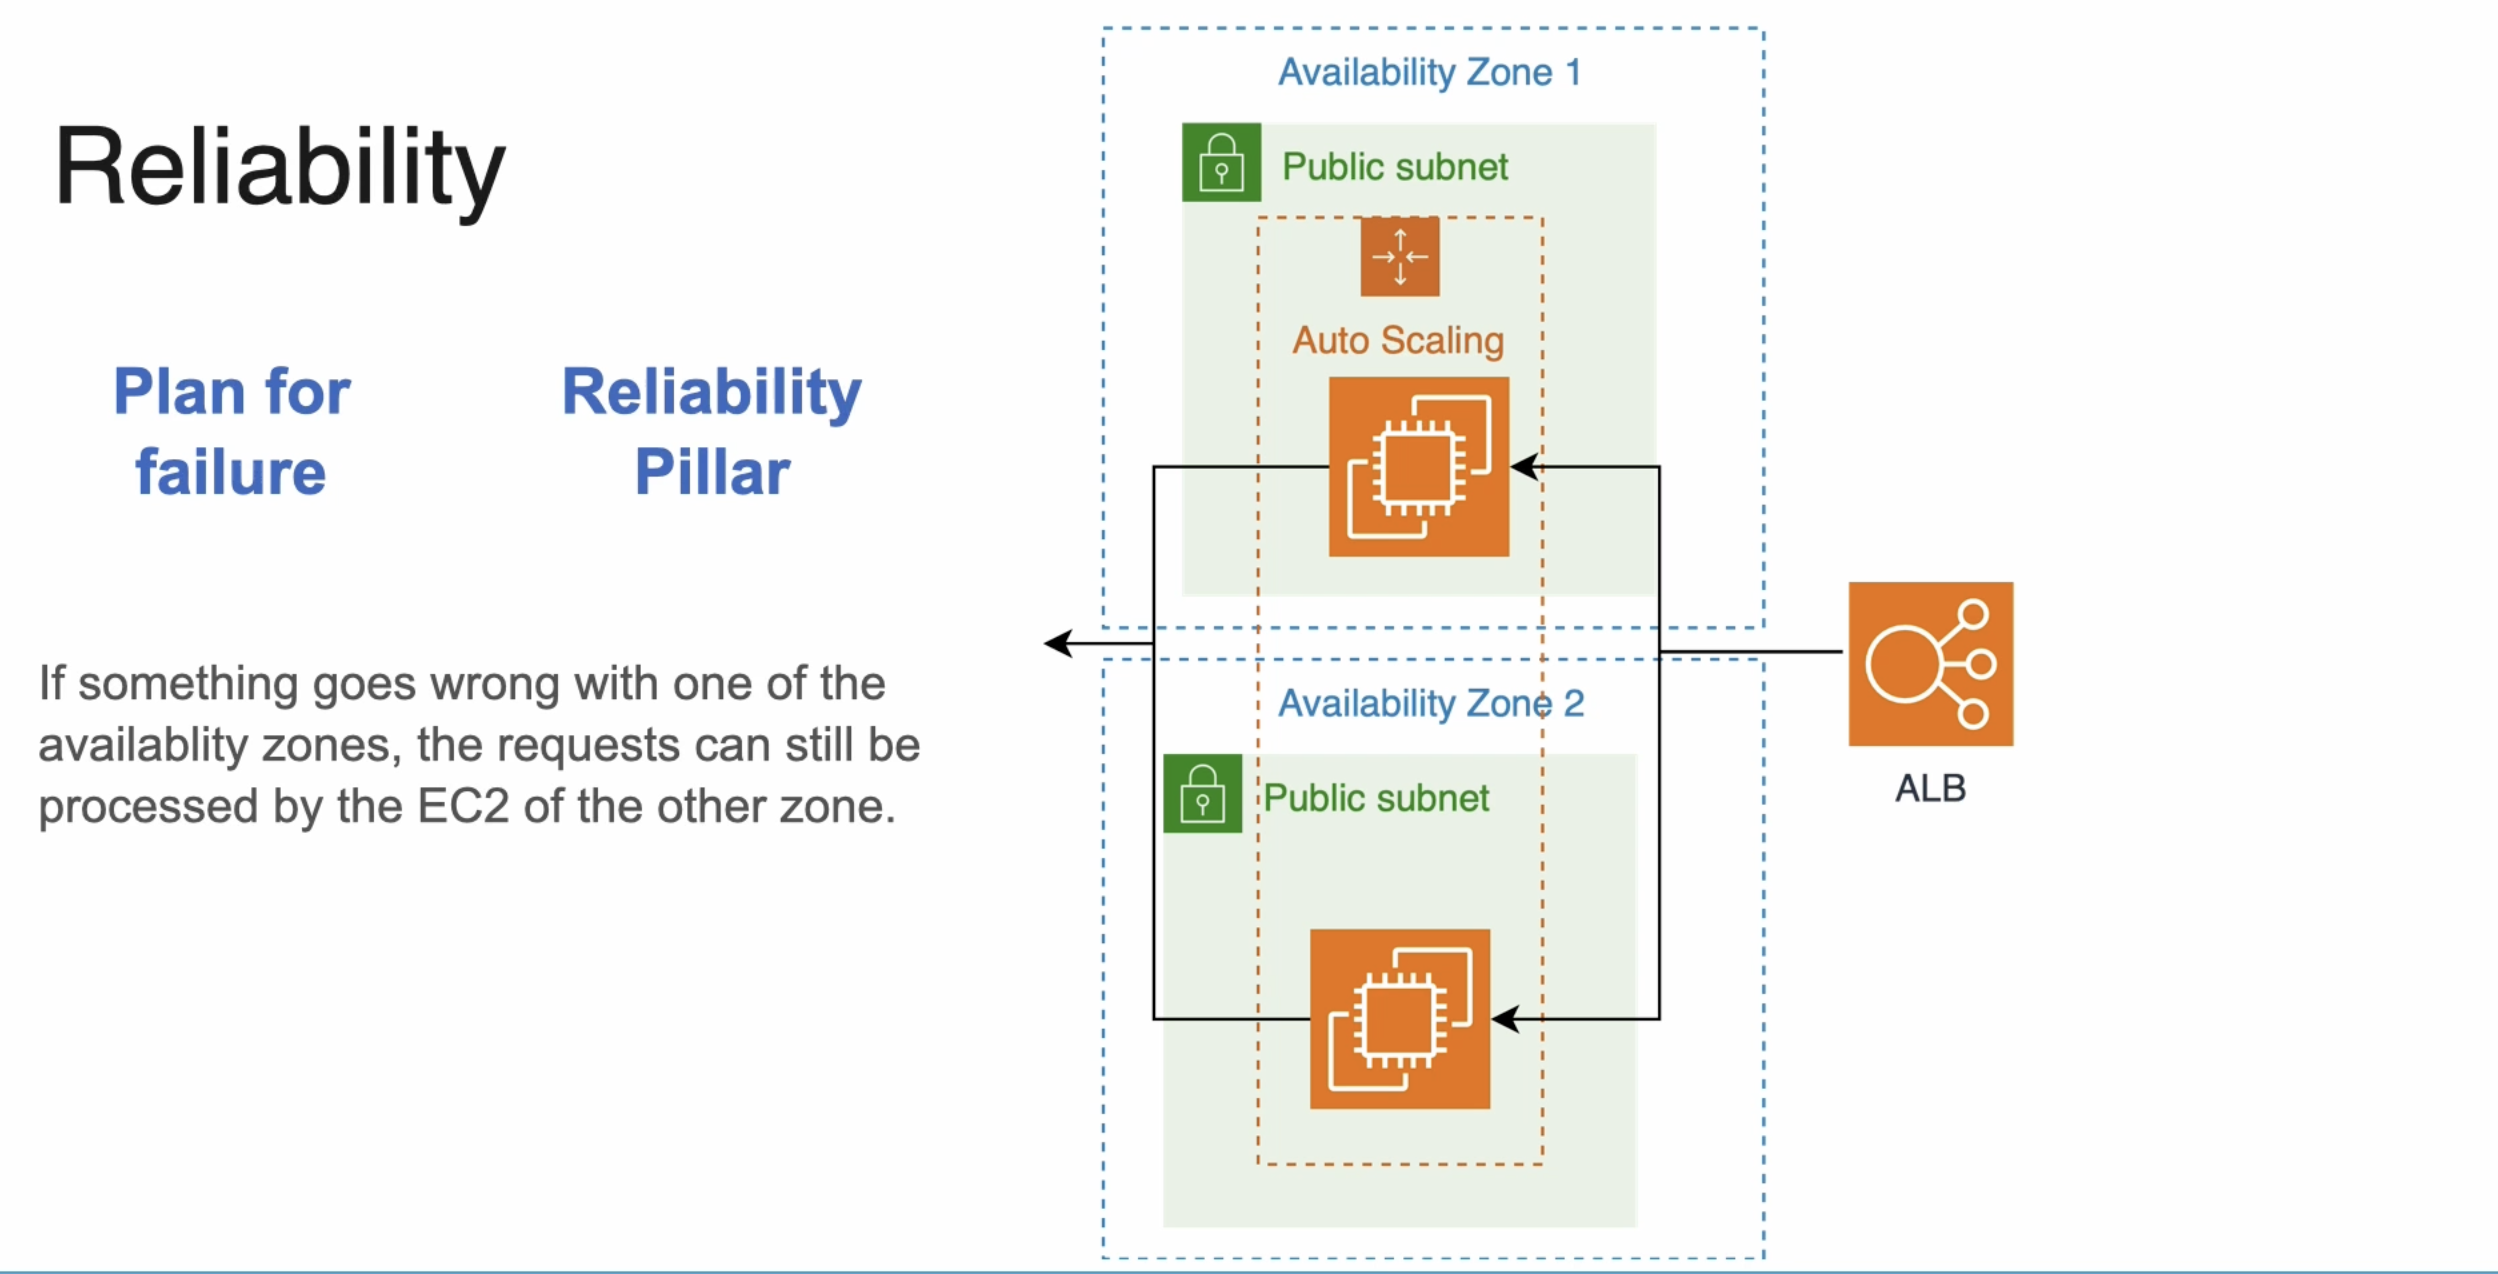 Reliability
Plan for
failure
Reliability
Pillar
If something goes wrong with one of the
availablity zones, the requests can still be
processed by the EC2 of the other zone.
Availability Zone 1
Public subnet
Auto Scaling
Availability Zone 2
Public subnet
ALB